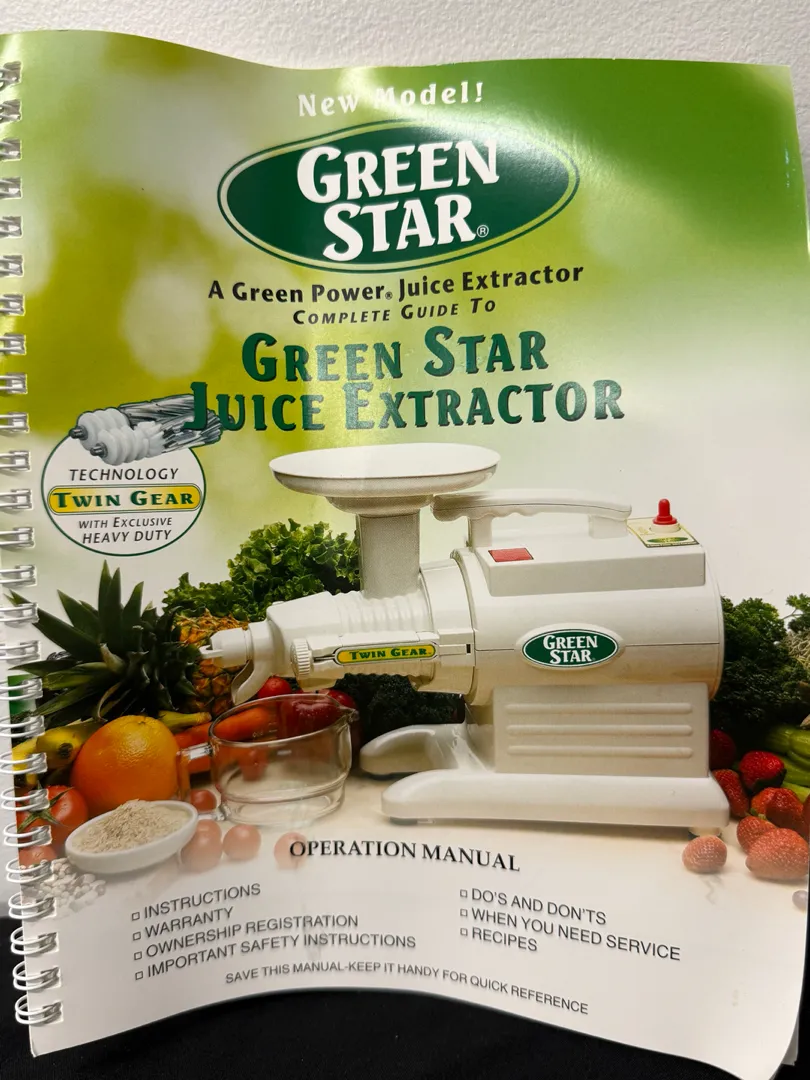 New Model!
GREEN
STAR®
A Green Power® Juice Extractor
COMPLETE GUIDE TO
GREEN STAR
JUICE EXTRACTOR
TECHNOLOGY
TWIN GEAR
WITH EXCLUSIVE
HEAVY DUTY
TWIN GEAR
GREEN
STAR
OPERATION MANUAL
INSTRUCTIONS
WARRANTY
OWNERSHIP REGISTRATION
IMPORTANT SAFETY INSTRUCTIONS
DO'S AND DON'TS
WHEN YOU NEED SERVICE
RECIPES
SAVE THIS MANUAL-KEEP IT HANDY FOR QUICK REFERENCE